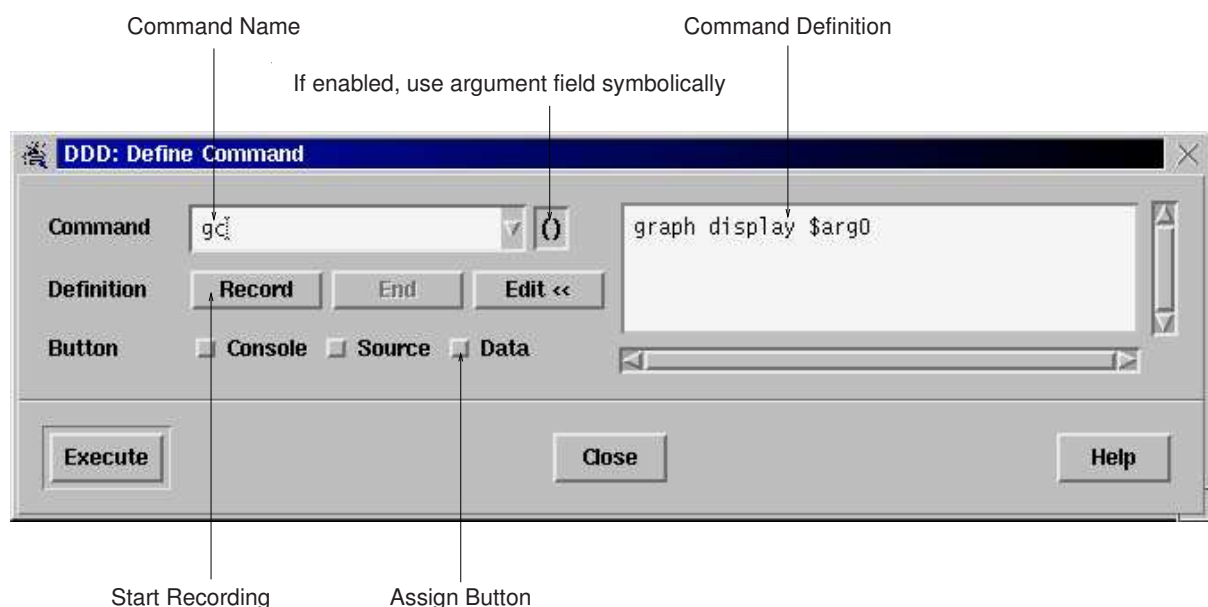 Command Name
Command Definition
If enabled, use argument field symbolically
DDD: Define Command
Command
gc
()
graph display $arg0
Definition
Record
End
Edit <<
Button
Console
Source
Data
Execute
Close
Help
Start Recording
Assign Button